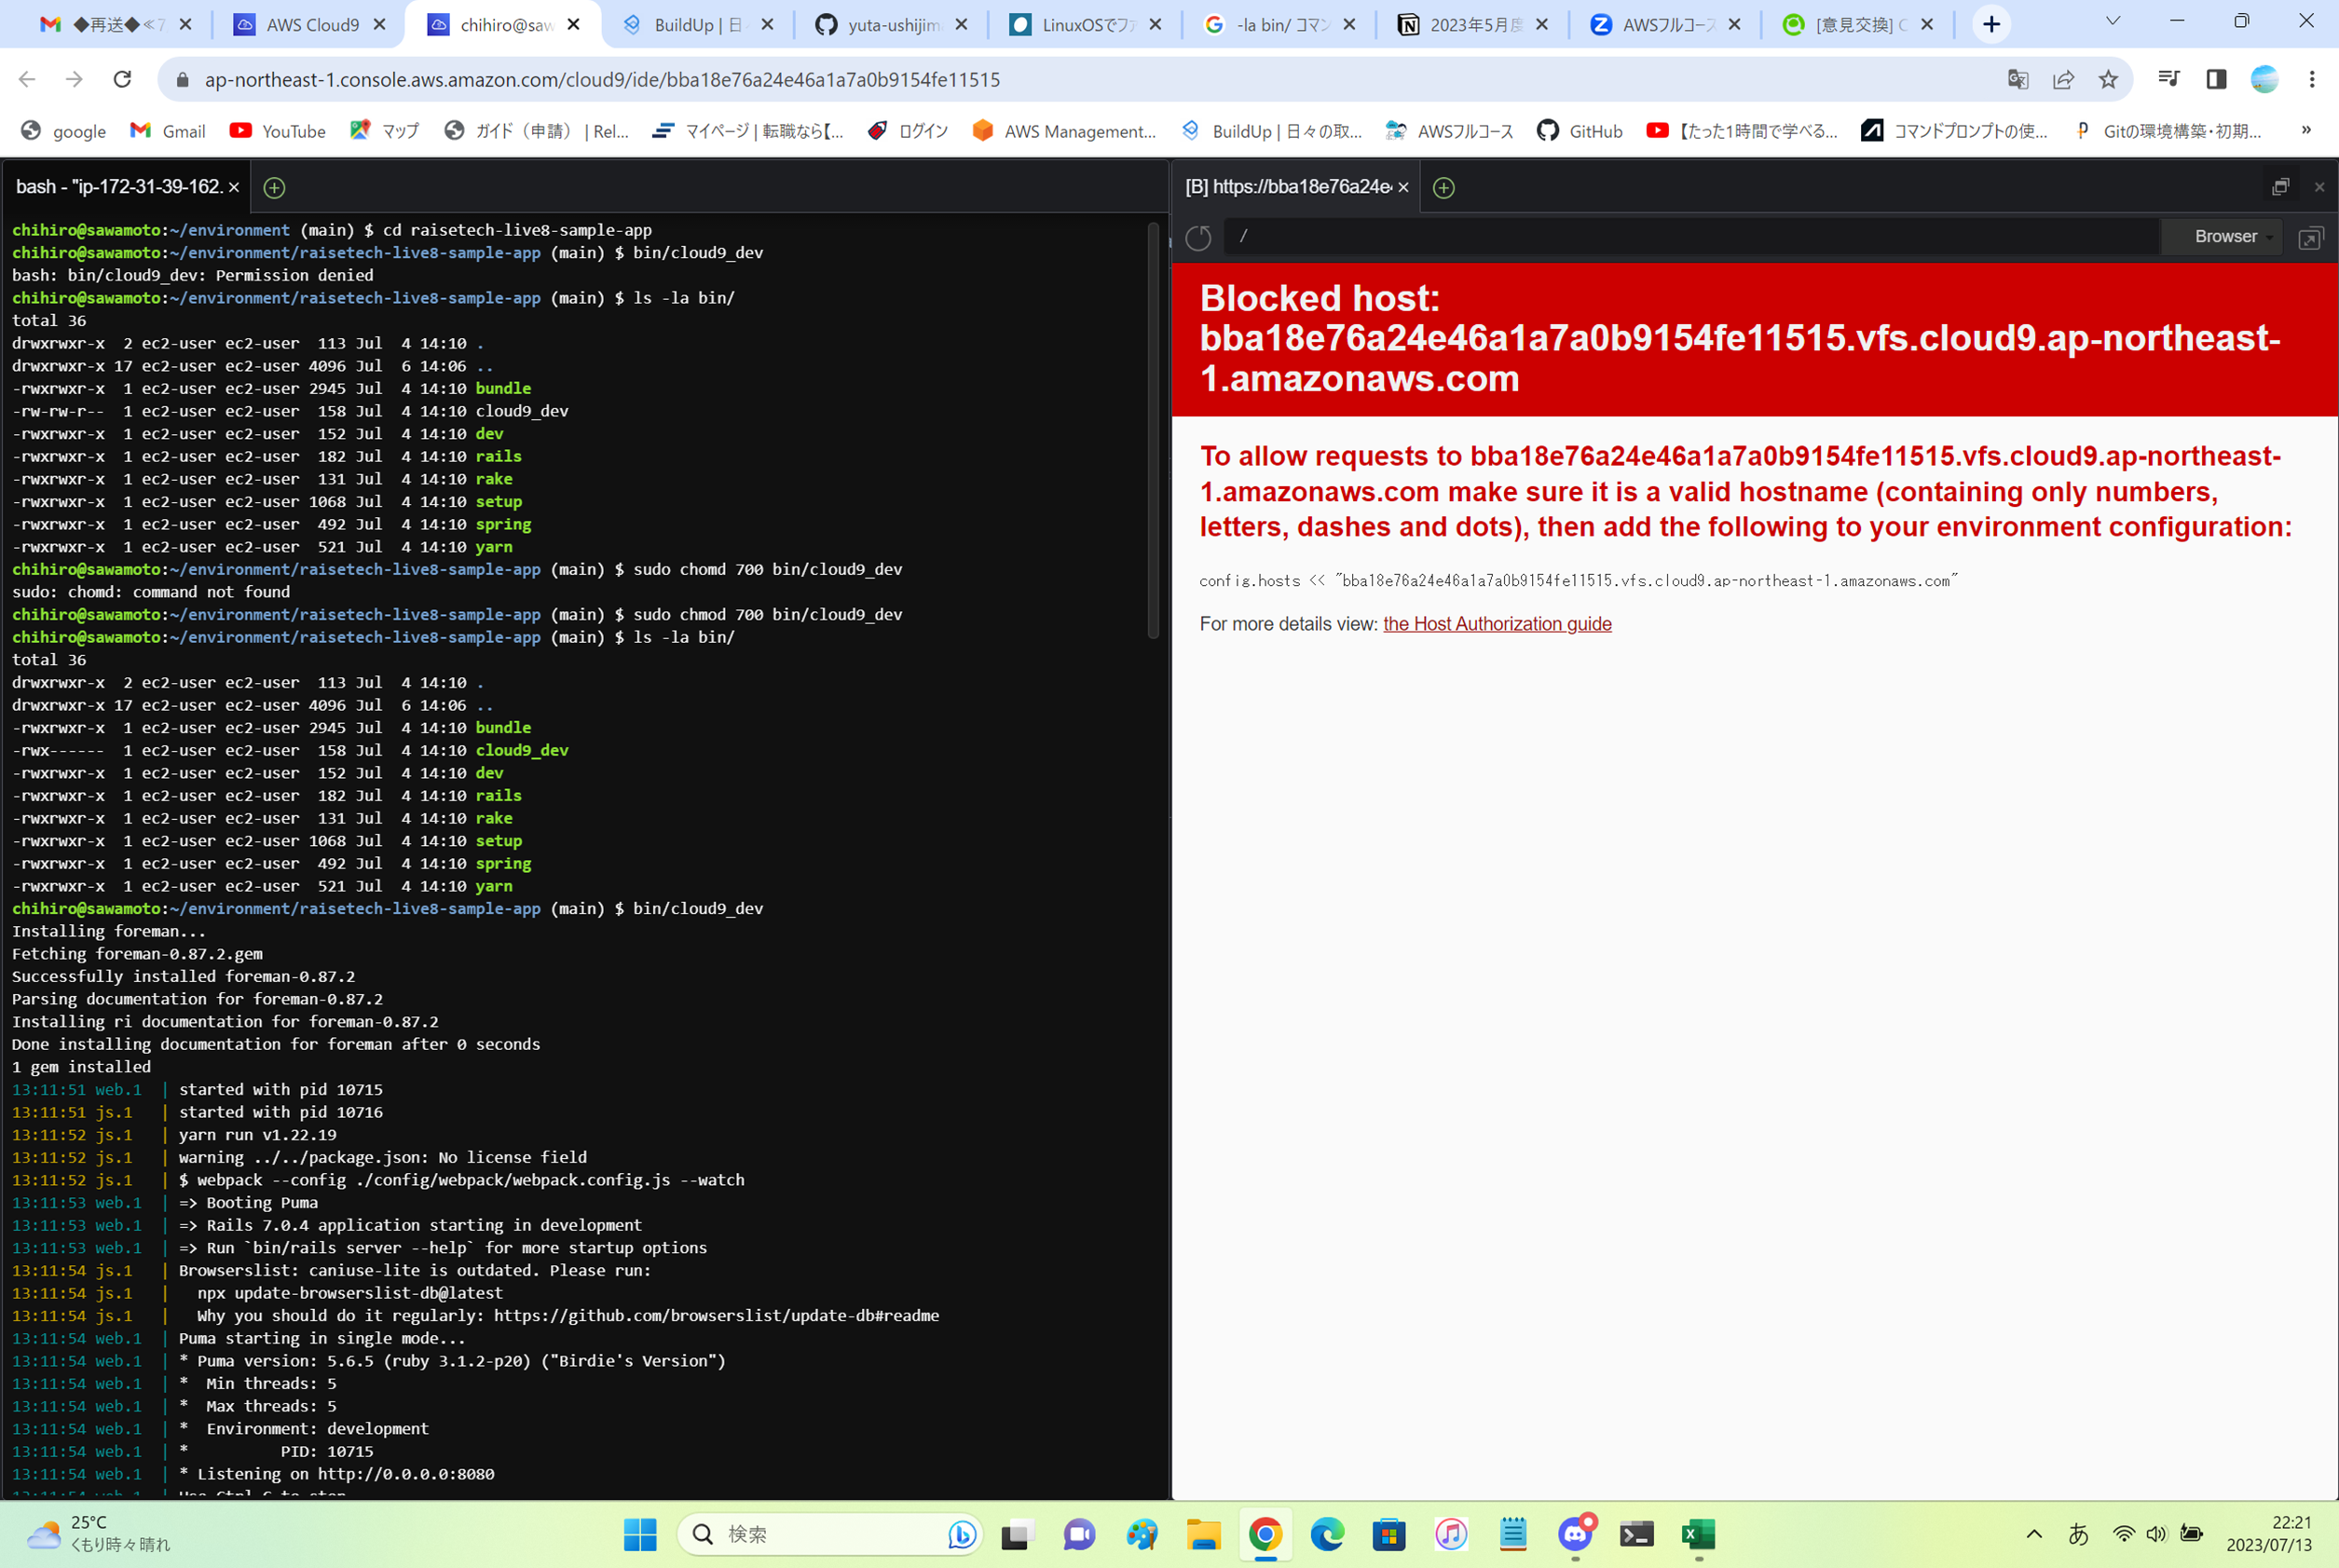 ◆再送◆≪7
AWS Cloud9
chihiro@saw
BuildUp | 日
yuta-ushijim
LinuxOSでファ
-la bin/ コマン
2023年5月度
AWSフルコース
[意見交換] C
ap-northeast-1.console.aws.amazon.com/cloud9/ide/bba18e76a24e46a1a7a0b9154fe11515
google
Gmail
YouTube
マップ
ガイド（申請） | Rel...
マイページ | 転職なら【...
ログイン
AWS Management...
BuildUp | 日々の取...
AWSフルコース
GitHub
【たった1時間で学べる...
コマンドプロンプトの使...
Gitの環境構築・初期...
»
bash - "ip-172-31-39-162.
chihiro@sawamoto:~/environment (main) $ cd raisetech-live8-sample-app
chihiro@sawamoto:~/environment/raisetech-live8-sample-app (main) $ bin/cloud9_dev
bash: bin/cloud9_dev: Permission denied
chihiro@sawamoto:~/environment/raisetech-live8-sample-app (main) $ ls -la bin/
total 36
drwxrwxr-x  2 ec2-user ec2-user  113 Jul  4 14:10 .
drwxrwxr-x 17 ec2-user ec2-user 4096 Jul  6 14:06 ..
-rwxrwxr-x  1 ec2-user ec2-user 2945 Jul  4 14:10 bundle
-rw-rw-r--  1 ec2-user ec2-user  158 Jul  4 14:10 cloud9_dev
-rwxrwxr-x  1 ec2-user ec2-user  152 Jul  4 14:10 dev
-rwxrwxr-x  1 ec2-user ec2-user  182 Jul  4 14:10 rails
-rwxrwxr-x  1 ec2-user ec2-user  131 Jul  4 14:10 rake
-rwxrwxr-x  1 ec2-user ec2-user 1068 Jul  4 14:10 setup
-rwxrwxr-x  1 ec2-user ec2-user  492 Jul  4 14:10 spring
-rwxrwxr-x  1 ec2-user ec2-user  521 Jul  4 14:10 yarn
chihiro@sawamoto:~/environment/raisetech-live8-sample-app (main) $ sudo chomd 700 bin/cloud9_dev
sudo: chomd: command not found
chihiro@sawamoto:~/environment/raisetech-live8-sample-app (main) $ sudo chmod 700 bin/cloud9_dev
chihiro@sawamoto:~/environment/raisetech-live8-sample-app (main) $ ls -la bin/
total 36
drwxrwxr-x  2 ec2-user ec2-user  113 Jul  4 14:10 .
drwxrwxr-x 17 ec2-user ec2-user 4096 Jul  6 14:06 ..
-rwxrwxr-x  1 ec2-user ec2-user 2945 Jul  4 14:10 bundle
-rwx------  1 ec2-user ec2-user  158 Jul  4 14:10 cloud9_dev
-rwxrwxr-x  1 ec2-user ec2-user  152 Jul  4 14:10 dev
-rwxrwxr-x  1 ec2-user ec2-user  182 Jul  4 14:10 rails
-rwxrwxr-x  1 ec2-user ec2-user  131 Jul  4 14:10 rake
-rwxrwxr-x  1 ec2-user ec2-user 1068 Jul  4 14:10 setup
-rwxrwxr-x  1 ec2-user ec2-user  492 Jul  4 14:10 spring
-rwxrwxr-x  1 ec2-user ec2-user  521 Jul  4 14:10 yarn
chihiro@sawamoto:~/environment/raisetech-live8-sample-app (main) $ bin/cloud9_dev
Installing foreman...
Fetching foreman-0.87.2.gem
Successfully installed foreman-0.87.2
Parsing documentation for foreman-0.87.2
Installing ri documentation for foreman-0.87.2
Done installing documentation for foreman after 0 seconds
1 gem installed
13:11:51 web.1  | started with pid 10715
13:11:51 js.1   | started with pid 10716
13:11:52 js.1   | yarn run v1.22.19
13:11:52 js.1   | warning ../../package.json: No license field
13:11:52 js.1   | $ webpack --config ./config/webpack/webpack.config.js --watch
13:11:53 web.1  | => Booting Puma
13:11:53 web.1  | => Rails 7.0.4 application starting in development
13:11:53 web.1  | => Run `bin/rails server --help` for more startup options
13:11:54 js.1   | Browserslist: caniuse-lite is outdated. Please run:
13:11:54 js.1   |   npx update-browserslist-db@latest
13:11:54 js.1   |   Why you should do it regularly: https://github.com/browserslist/update-db#readme
13:11:54 web.1  | Puma starting in single mode...
13:11:54 web.1  | * Puma version: 5.6.5 (ruby 3.1.2-p20) ("Birdie's Version")
13:11:54 web.1  | *  Min threads: 5
13:11:54 web.1  | *  Max threads: 5
13:11:54 web.1  | *  Environment: development
13:11:54 web.1  | *          PID: 10715
13:11:54 web.1  | * Listening on http://0.0.0.0:8080
13:11:54 web.1  | Use Ctrl-C to stop
[B] https://bba18e76a24e
/
Browser
Blocked host:
bba18e76a24e46a1a7a0b9154fe11515.vfs.cloud9.ap-northeast-
1.amazonaws.com
To allow requests to bba18e76a24e46a1a7a0b9154fe11515.vfs.cloud9.ap-northeast-
1.amazonaws.com make sure it is a valid hostname (containing only numbers,
letters, dashes and dots), then add the following to your environment configuration:
config.hosts << "bba18e76a24e46a1a7a0b9154fe11515.vfs.cloud9.ap-northeast-1.amazonaws.com"
For more details view: the Host Authorization guide
25°C
くもり時々晴れ
検索
あ
22:21
2023/07/13